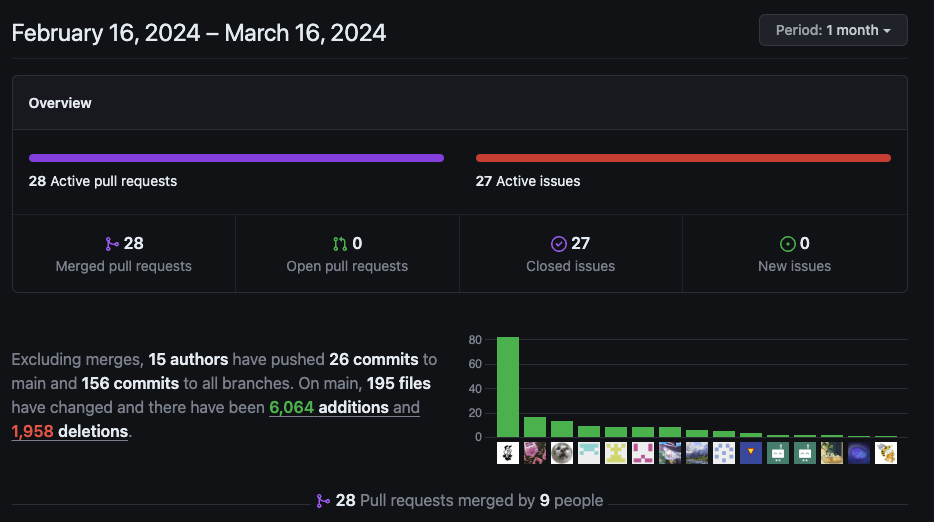 February 16, 2024 – March 16, 2024
Period: 1 month
Overview
28 Active pull requests
27 Active issues
28
Merged pull requests
0
Open pull requests
27
Closed issues
0
New issues
Excluding merges, 15 authors have pushed 26 commits to
main and 156 commits to all branches. On main, 195 files
have changed and there have been 6,064 additions and
1,958 deletions.
80
60
40
20
0
28 Pull requests merged by 9 people